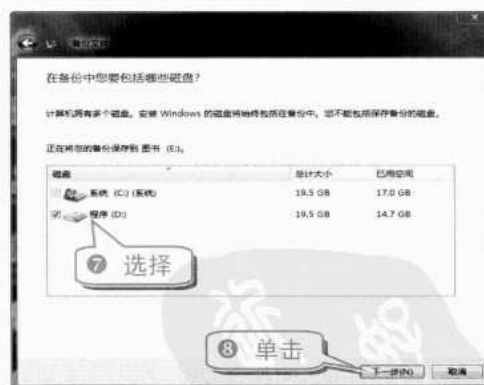 在备份中您要包括哪些磁盘?
计算机拥有多个磁盘。安装 Windows 的磁盘将始终包括在备份中。您不能包括保存备份的磁盘。
正在将您的备份保存到 图书 (E:)。
磁盘 总计大小 已用空间
系统 (C:) (系统) 19.5 GB 17.0 GB
程序 (D:) 19.5 GB 14.7 GB
❼ 选择
❽ 单击
下一步(N) 取消